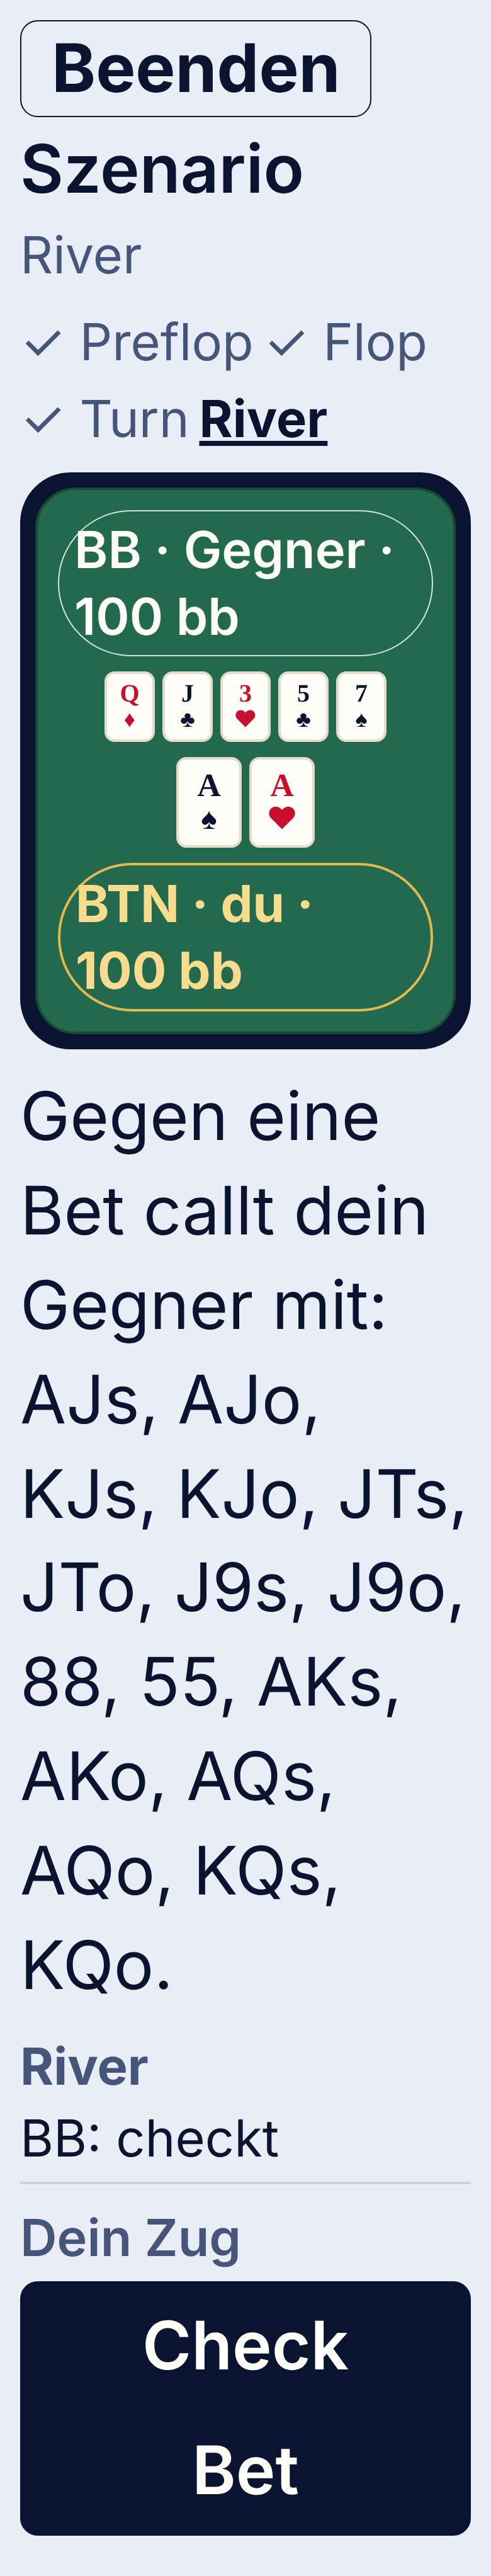 Beenden
Szenario
River
✓ Preflop ✓ Flop
✓ Turn River
BB · Gegner ·
100 bb
Q♦ J♣ 3♥ 5♣ 7♠
A♠ A♥
BTN · du ·
100 bb
Gegen eine
Bet callt dein
Gegner mit:
AJs, AJo,
KJs, KJo, JTs,
JTo, J9s, J9o,
88, 55, AKs,
AKo, AQs,
AQo, KQs,
KQo.
River
BB: checkt
Dein Zug
Check
Bet